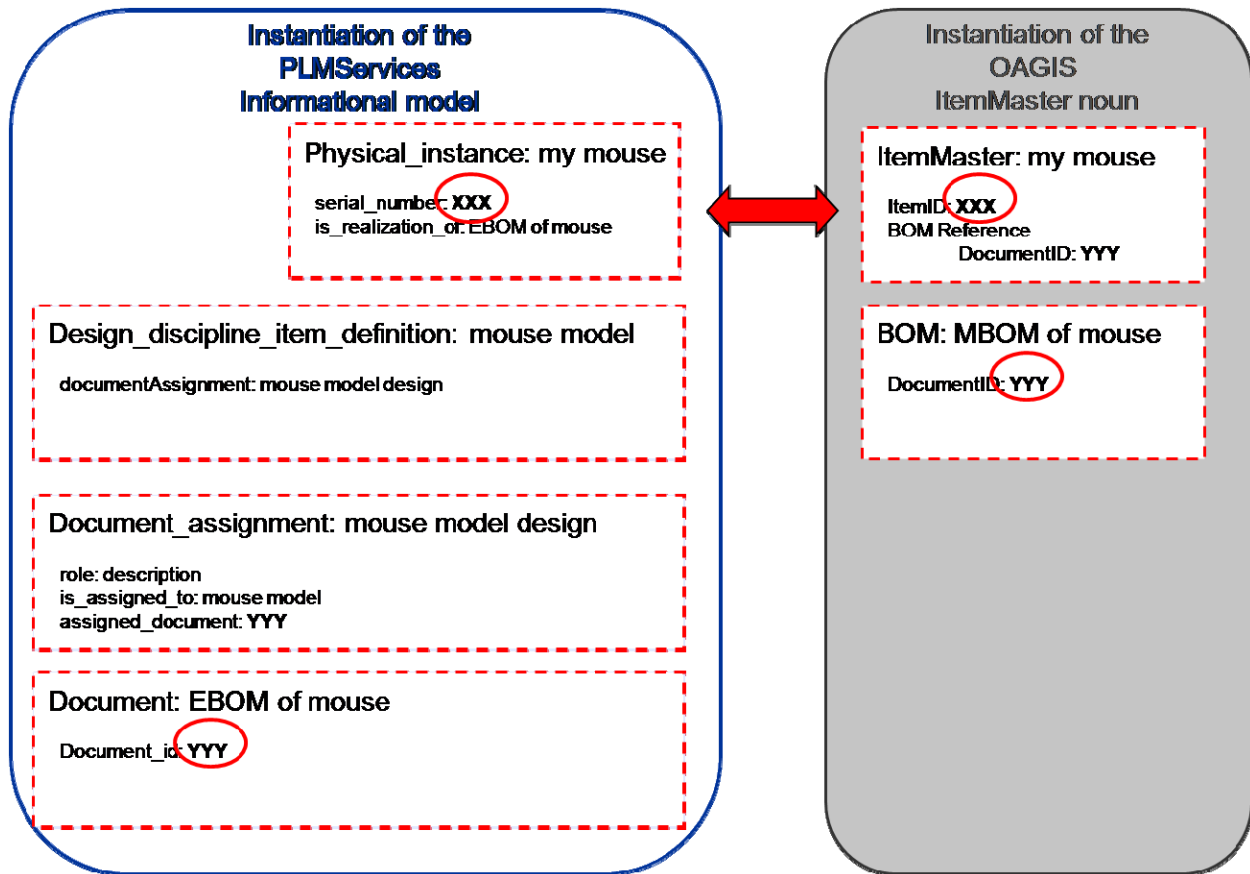 Instantiation of the
PLMServices
Informational model
Physical_instance: my mouse
serial_number: XXX
is_realization_of: EBOM of mouse
Design_discipline_item_definition: mouse model
documentAssignment: mouse model design
Document_assignment: mouse model design
role: description
is_assigned_to: mouse model
assigned_document: YYY
Document: EBOM of mouse
Document_id: YYY
Instantiation of the
OAGIS
ItemMaster noun
ItemMaster: my mouse
ItemID: XXX
BOM Reference
DocumentID: YYY
BOM: MBOM of mouse
DocumentID: YYY